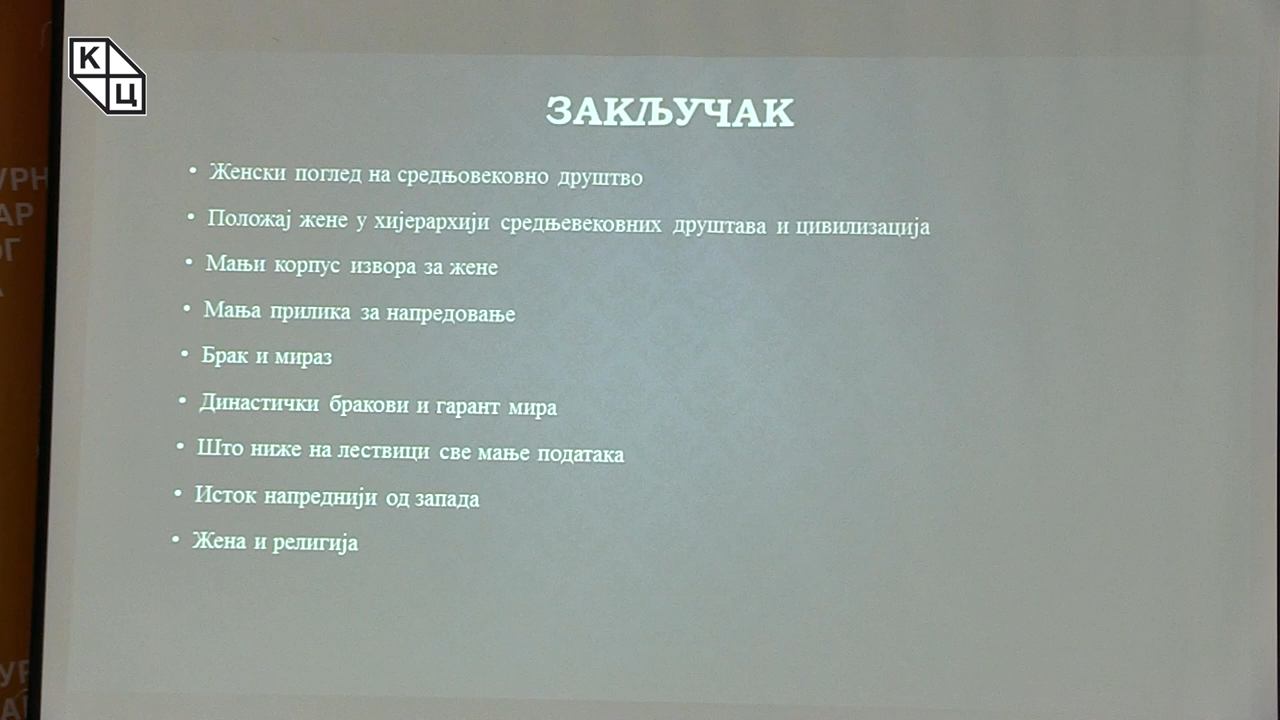 К
Ц
ЗАКЉУЧАК
• Женски поглед на средњовековно друштво
• Положај жене у хијерархији средњевековних друштава и цивилизација
• Мањи корпус извора за жене
• Мања прилика за напредовање
• Брак и мираз
• Династички бракови и гарант мира
• Што ниже на лествици све мање података
• Исток напреднији од запада
• Жена и религија